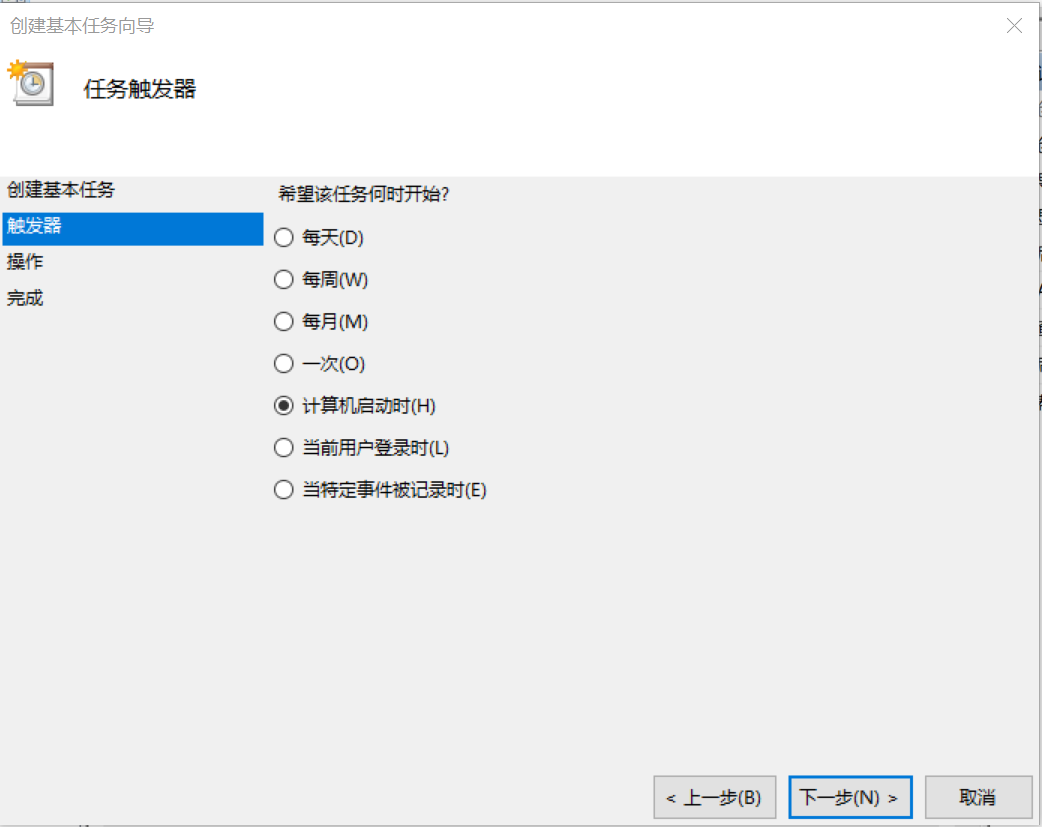 创建基本任务向导
任务触发器
创建基本任务
触发器
操作
完成
希望该任务何时开始?
每天(D)
每周(W)
每月(M)
一次(O)
计算机启动时(H)
当前用户登录时(L)
当特定事件被记录时(E)
< 上一步(B)
下一步(N) >
取消